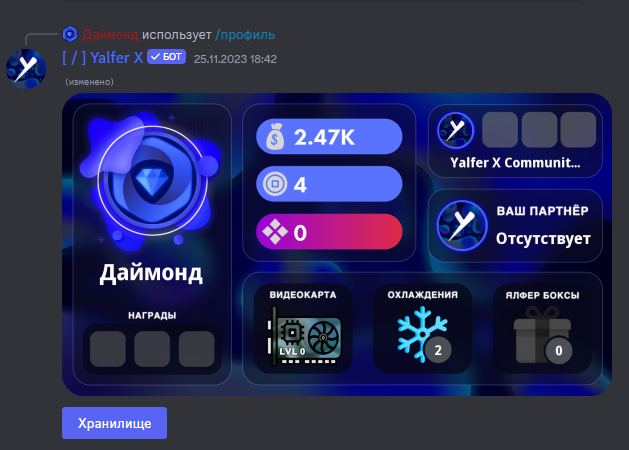 Даймонд использует /профиль
[ / ] Yalfer X ✓ БОТ 25.11.2023 18:42
(изменено)
2.47K
4
0
Yalfer X Communit...
ВАШ ПАРТНЁР
Отсутствует
Даймонд
НАГРАДЫ
ВИДЕОКАРТА
LVL 0
ОХЛАЖДЕНИЯ
2
ЯЛФЕР БОКСЫ
0
Хранилище